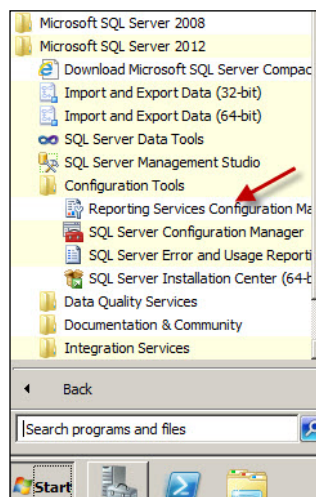 Microsoft SQL Server 2008
Microsoft SQL Server 2012
Download Microsoft SQL Server Compac
Import and Export Data (32-bit)
Import and Export Data (64-bit)
SQL Server Data Tools
SQL Server Management Studio
Configuration Tools
Reporting Services Configuration Ma
SQL Server Configuration Manager
SQL Server Error and Usage Reporti
SQL Server Installation Center (64-b
Data Quality Services
Documentation & Community
Integration Services
Back
Search programs and files
Start